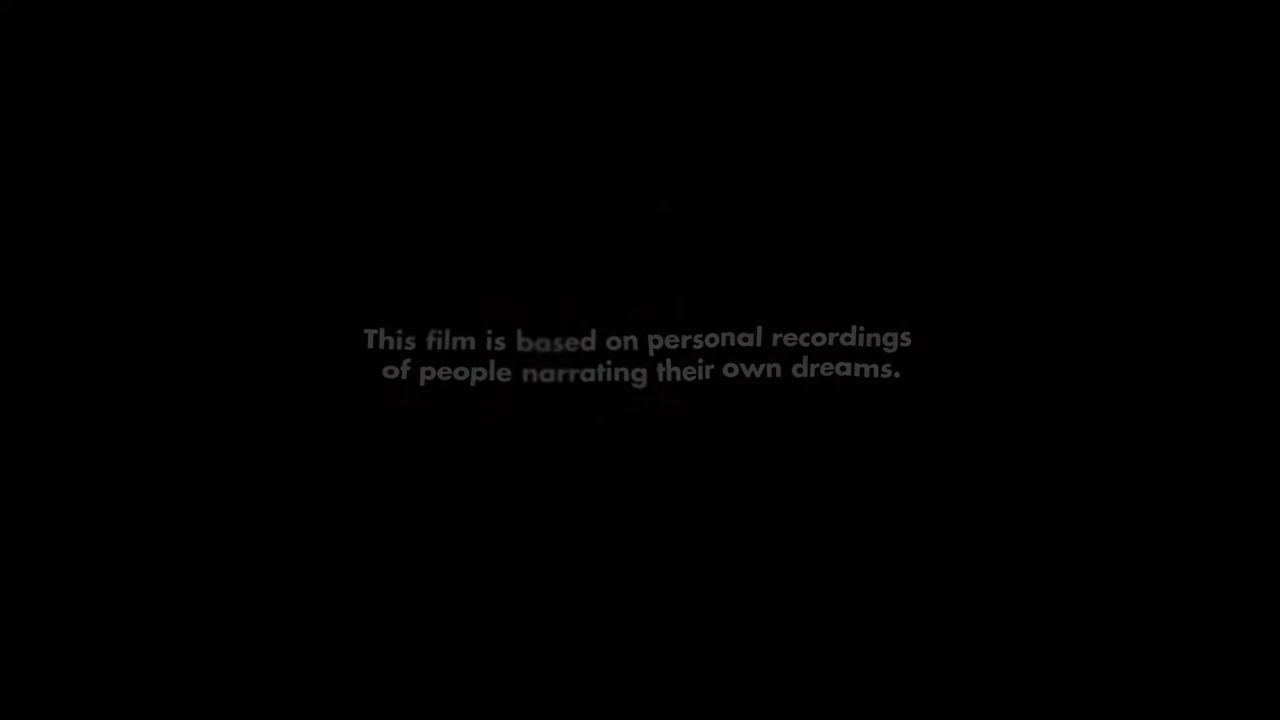 This film is based on personal recordings
of people narrating their own dreams.